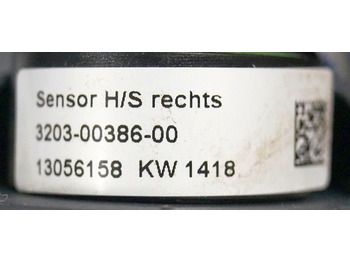 Sensor H/S rechts
3203-00386-00
13056158 KW 1418